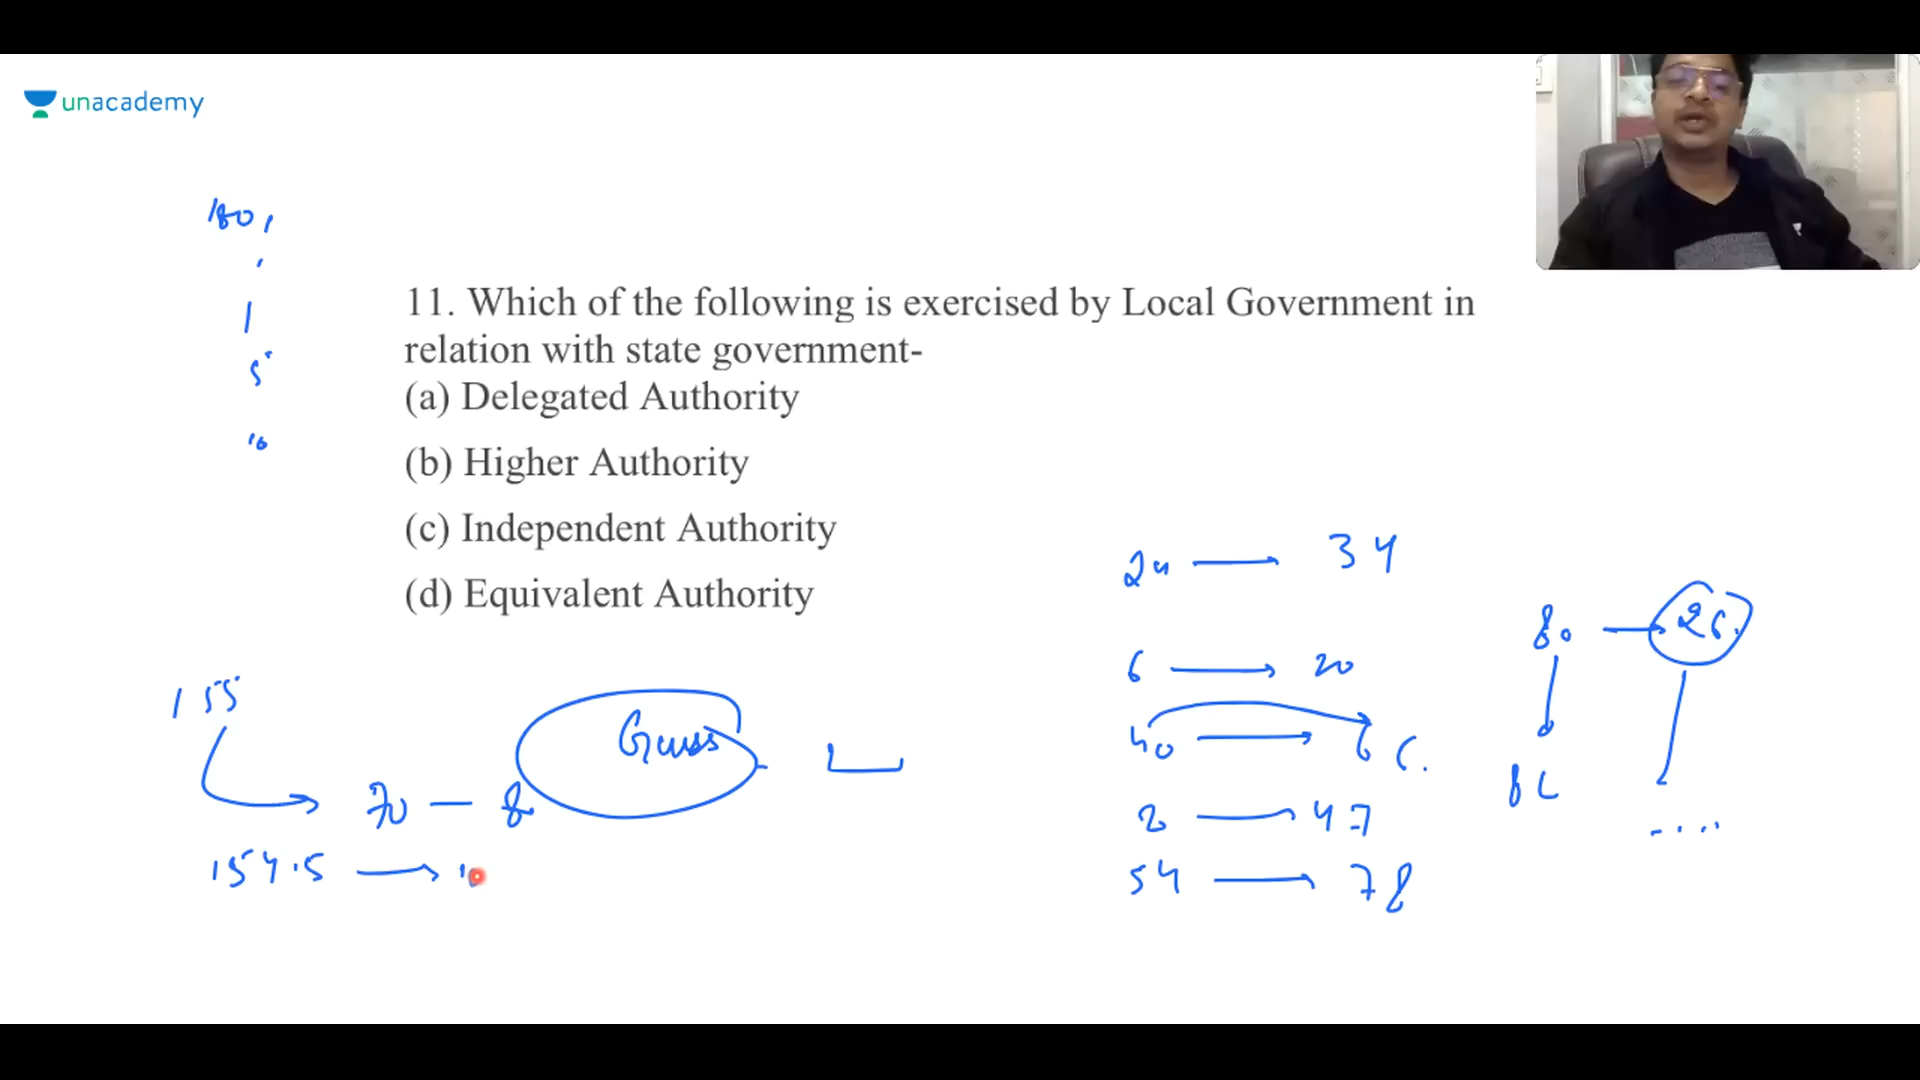 unacademy
180,
1
5
10
11. Which of the following is exercised by Local Government in
relation with state government-
(a) Delegated Authority
(b) Higher Authority
(c) Independent Authority
(d) Equivalent Authority
24 → 34
6 → 20
40 → 6 C.
2 — 47
54 → 78
80 → 26.
....
155
70 — 8
Guess
154.5 →